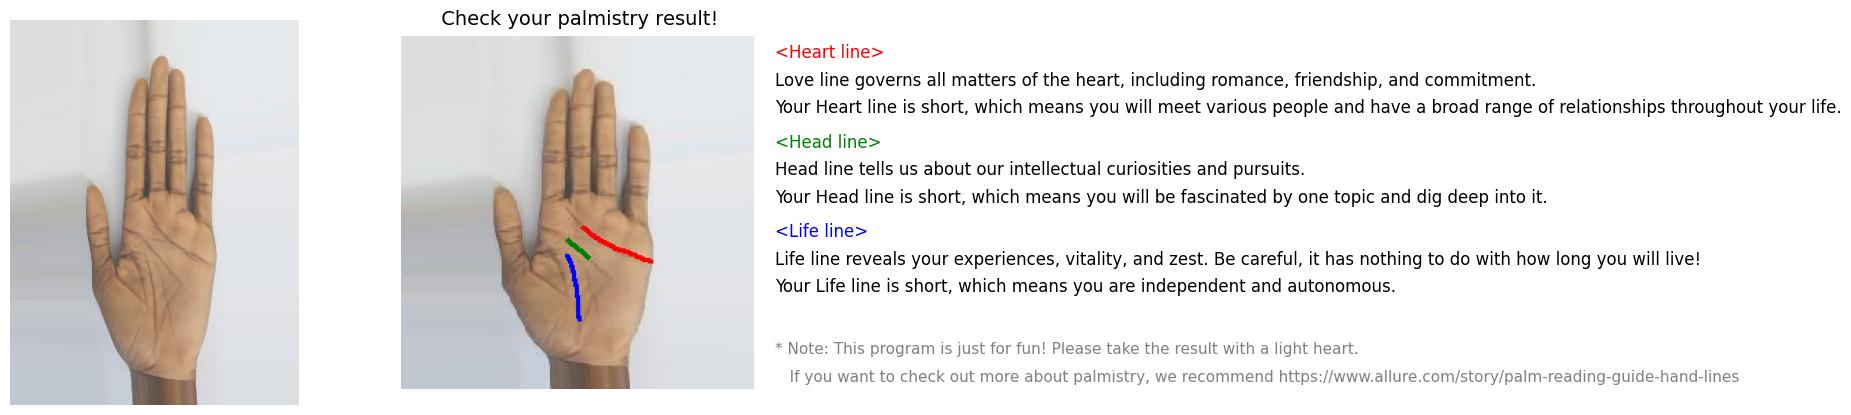 Check your palmistry result!
<Heart line>
Love line governs all matters of the heart, including romance, friendship, and commitment.
Your Heart line is short, which means you will meet various people and have a broad range of relationships throughout your life.
<Head line>
Head line tells us about our intellectual curiosities and pursuits.
Your Head line is short, which means you will be fascinated by one topic and dig deep into it.
<Life line>
Life line reveals your experiences, vitality, and zest. Be careful, it has nothing to do with how long you will live!
Your Life line is short, which means you are independent and autonomous.
* Note: This program is just for fun! Please take the result with a light heart.
If you want to check out more about palmistry, we recommend https://www.allure.com/story/palm-reading-guide-hand-lines